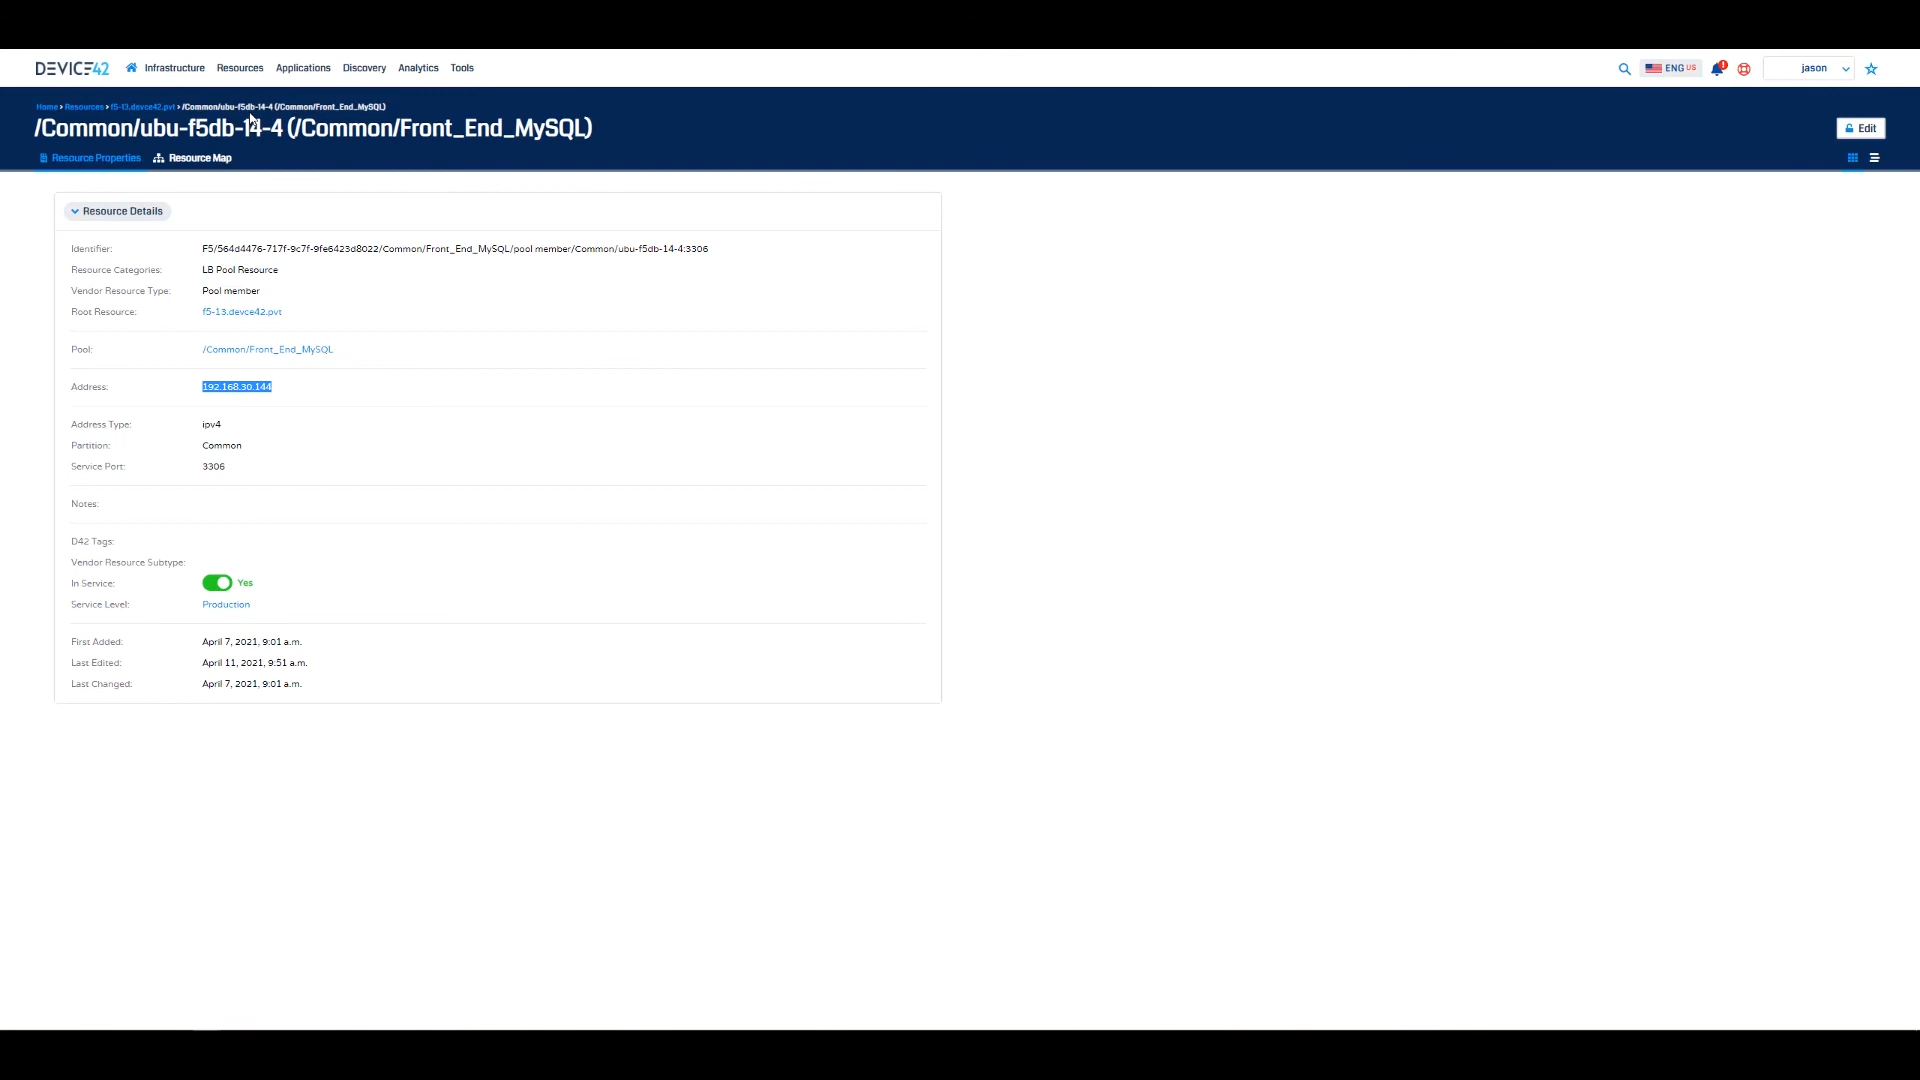 DEVICE42 Infrastructure Resources Applications Discovery Analytics Tools ENG US jason
Home › Resources › f5-13.devce42.pvt › /Common/ubu-f5db-14-4 (/Common/Front_End_MySQL)
/Common/ubu-f5db-14-4 (/Common/Front_End_MySQL)
Edit
Resource Properties Resource Map
Resource Details
Identifier: F5/564d4476-717f-9c7f-9fe6423d8022/Common/Front_End_MySQL/pool member/Common/ubu-f5db-14-4:3306
Resource Categories: LB Pool Resource
Vendor Resource Type: Pool member
Root Resource: f5-13.devce42.pvt
Pool: /Common/Front_End_MySQL
Address: 192.168.30.144
Address Type: ipv4
Partition: Common
Service Port: 3306
Notes:
D42 Tags:
Vendor Resource Subtype:
In Service: Yes
Service Level: Production
First Added: April 7, 2021, 9:01 a.m.
Last Edited: April 11, 2021, 9:51 a.m.
Last Changed: April 7, 2021, 9:01 a.m.